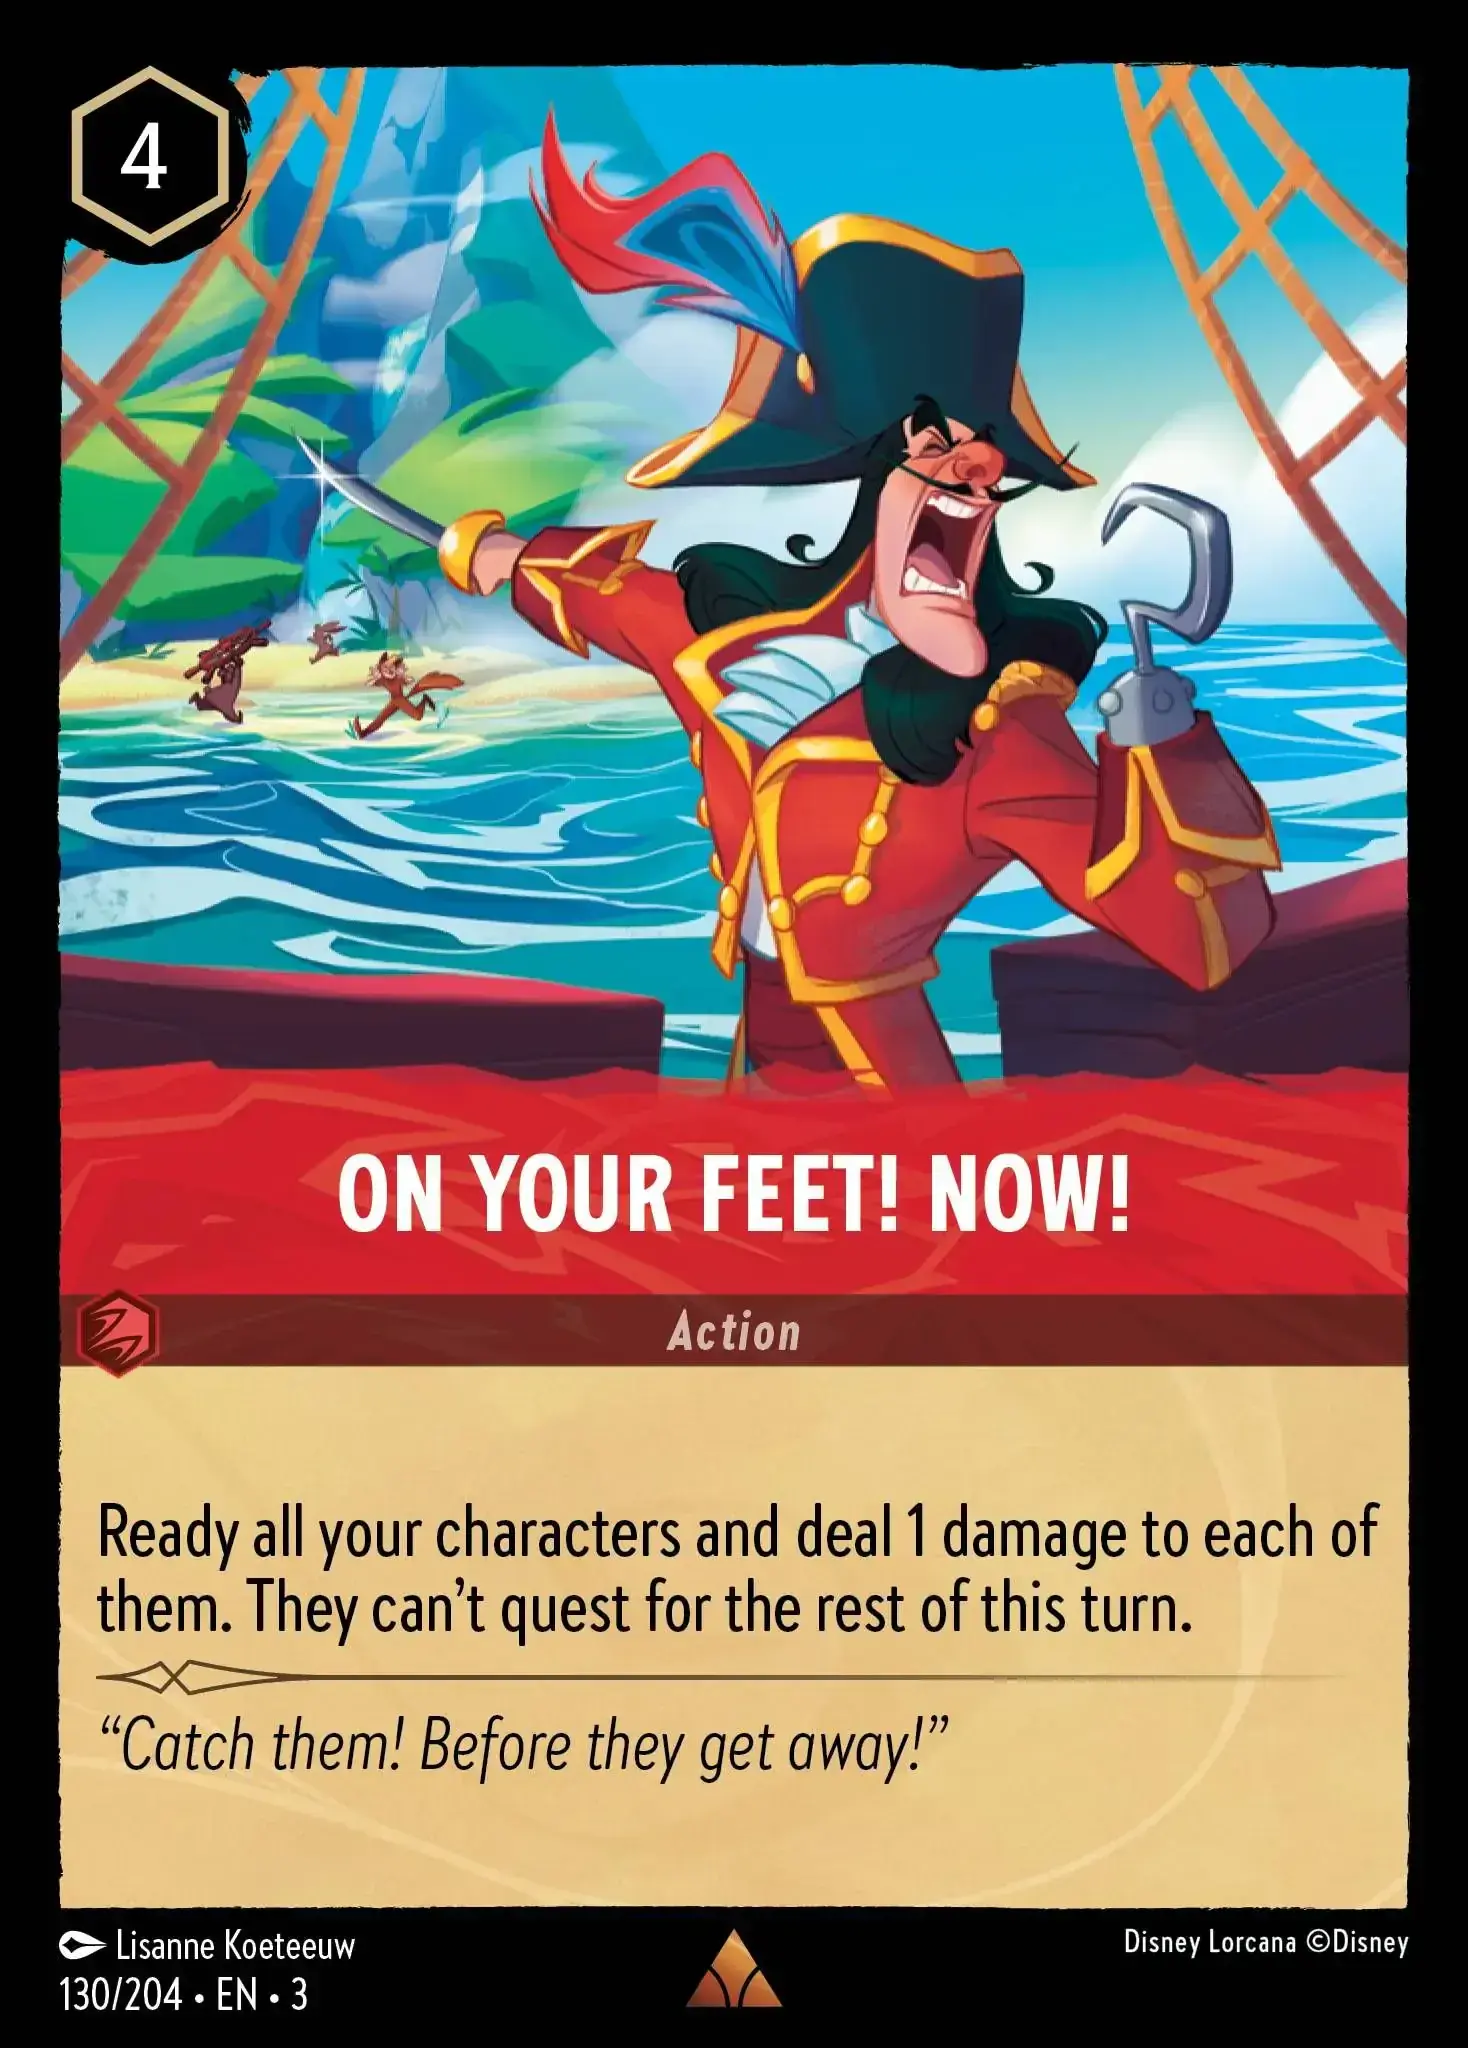 4
ON YOUR FEET! NOW!
Action
Ready all your characters and deal 1 damage to each of
them. They can’t quest for the rest of this turn.
“Catch them! Before they get away!”
Lisanne Koeteeuw
Disney Lorcana ©Disney
130/204 • EN • 3